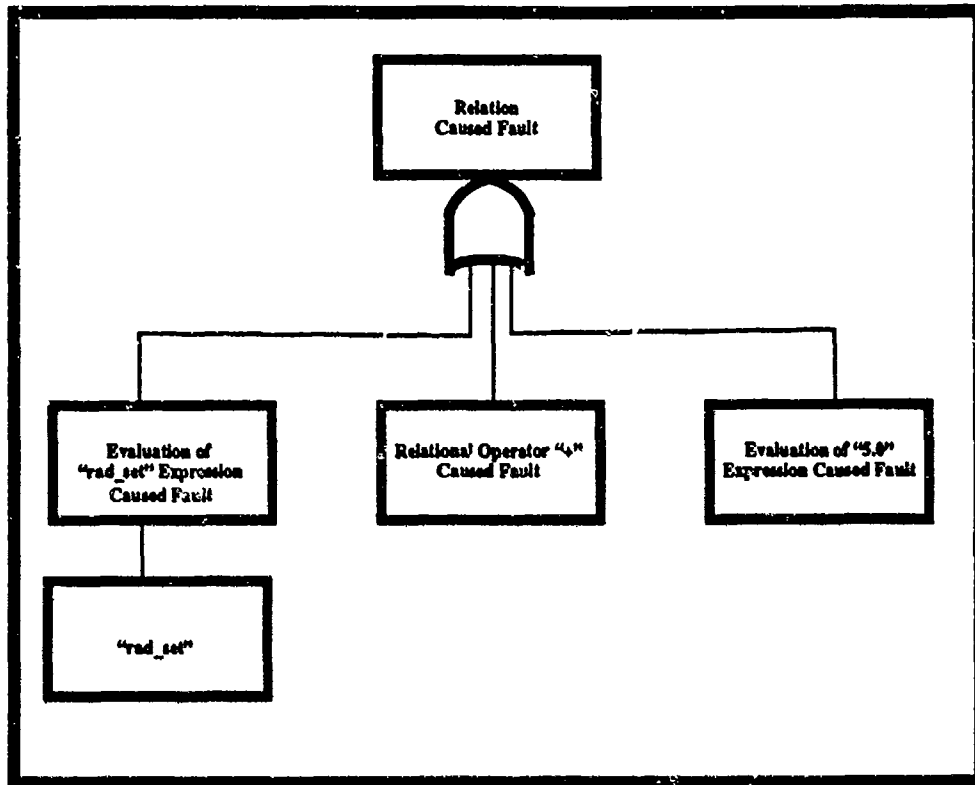 Relation
Caused Fault
Evaluation of
“rad_set” Expression
Caused Fault
Relational Operator “+”
Caused Fault
Evaluation of “5.0”
Expression Caused Fault
“rad_set”